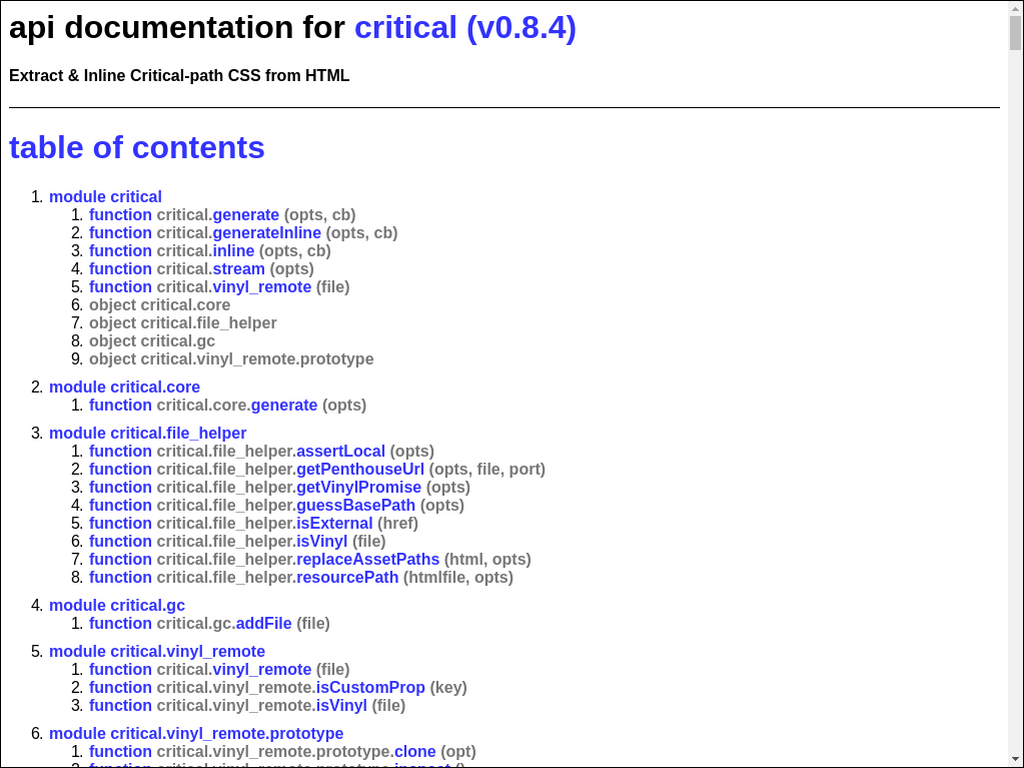 api documentation for critical (v0.8.4)
Extract & Inline Critical-path CSS from HTML
table of contents
1. module critical
1. function critical.generate (opts, cb)
2. function critical.generateInline (opts, cb)
3. function critical.inline (opts, cb)
4. function critical.stream (opts)
5. function critical.vinyl_remote (file)
6. object critical.core
7. object critical.file_helper
8. object critical.gc
9. object critical.vinyl_remote.prototype
2. module critical.core
1. function critical.core.generate (opts)
3. module critical.file_helper
1. function critical.file_helper.assertLocal (opts)
2. function critical.file_helper.getPenthouseUrl (opts, file, port)
3. function critical.file_helper.getVinylPromise (opts)
4. function critical.file_helper.guessBasePath (opts)
5. function critical.file_helper.isExternal (href)
6. function critical.file_helper.isVinyl (file)
7. function critical.file_helper.replaceAssetPaths (html, opts)
8. function critical.file_helper.resourcePath (htmlfile, opts)
4. module critical.gc
1. function critical.gc.addFile (file)
5. module critical.vinyl_remote
1. function critical.vinyl_remote (file)
2. function critical.vinyl_remote.isCustomProp (key)
3. function critical.vinyl_remote.isVinyl (file)
6. module critical.vinyl_remote.prototype
1. function critical.vinyl_remote.prototype.clone (opt)
2. function critical.vinyl_remote.prototype.inspect ()